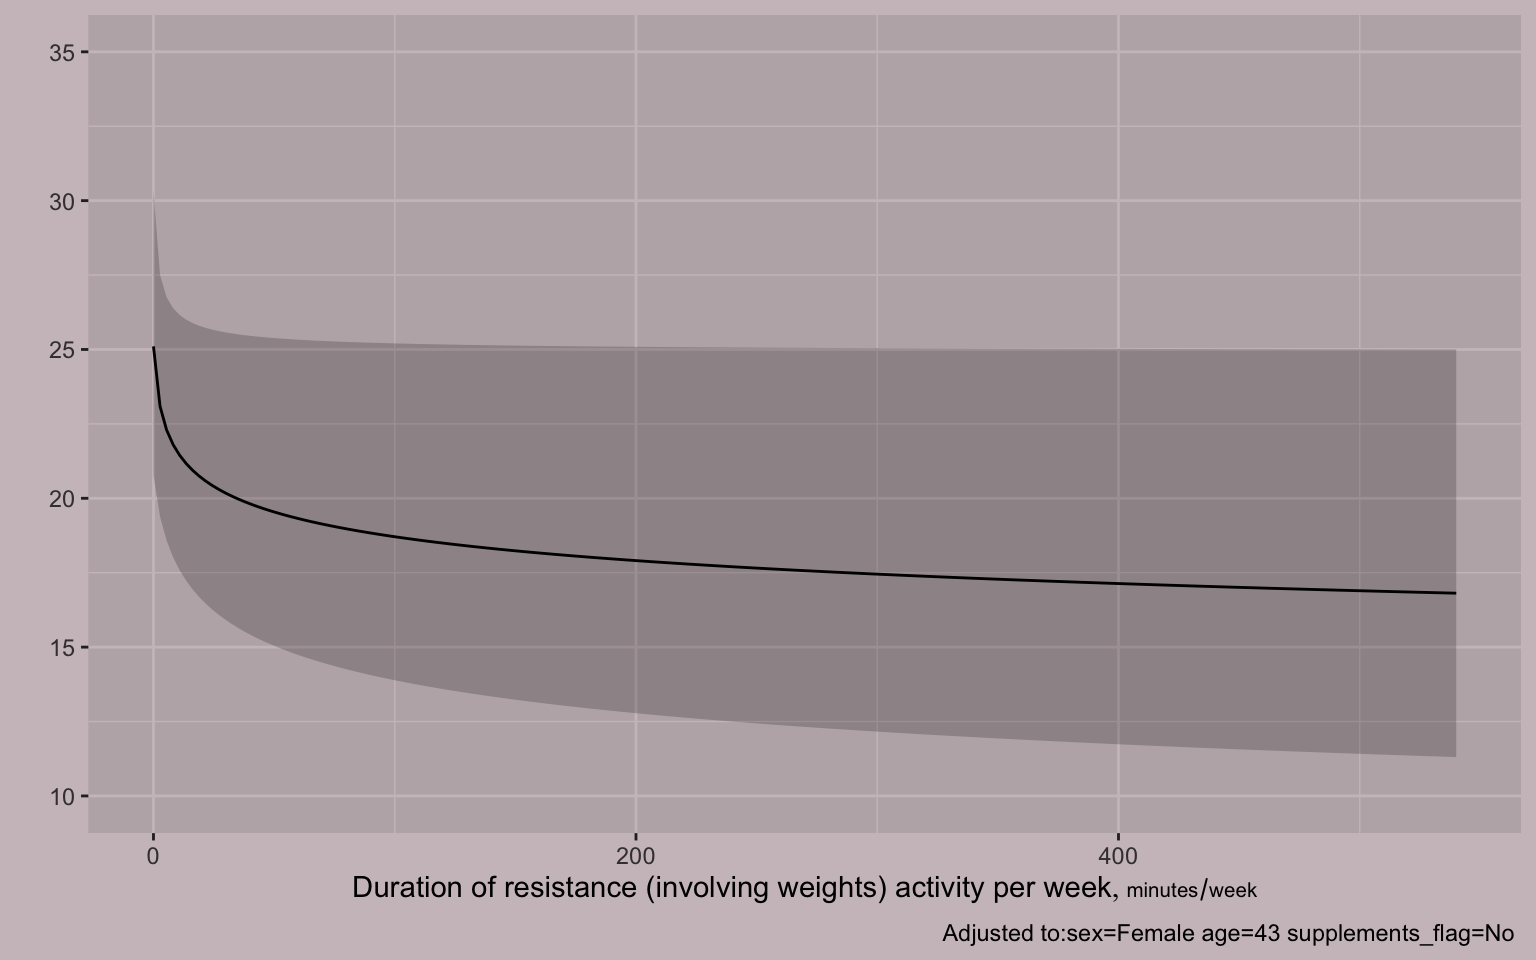 35
30
25
20
15
10
0 200 400
Duration of resistance (involving weights) activity per week, minutes/week
Adjusted to:sex=Female age=43 supplements_flag=No